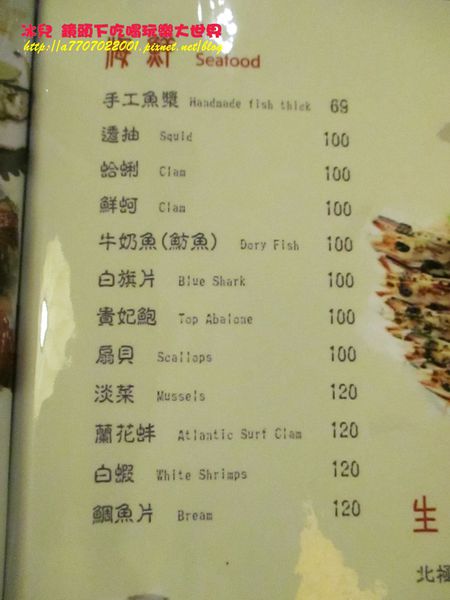 冰兒 鏡頭下吃喝玩樂大世界
http://a7707022001.pixnet.net/blog
海鮮 Seafood
手工魚漿 Handmade fish thick 69
透抽 Squid 100
蛤蜊 Clam 100
鮮蚵 Clam 100
牛奶魚(魴魚) Dory Fish 100
白旗片 Blue Shark 100
貴妃鮑 Top Abalone 100
扇貝 Scallops 100
淡菜 Mussels 120
蘭花蚌 Atlantic Surf Clam 120
白蝦 White Shrimps 120
鯛魚片 Bream 120
生
北極